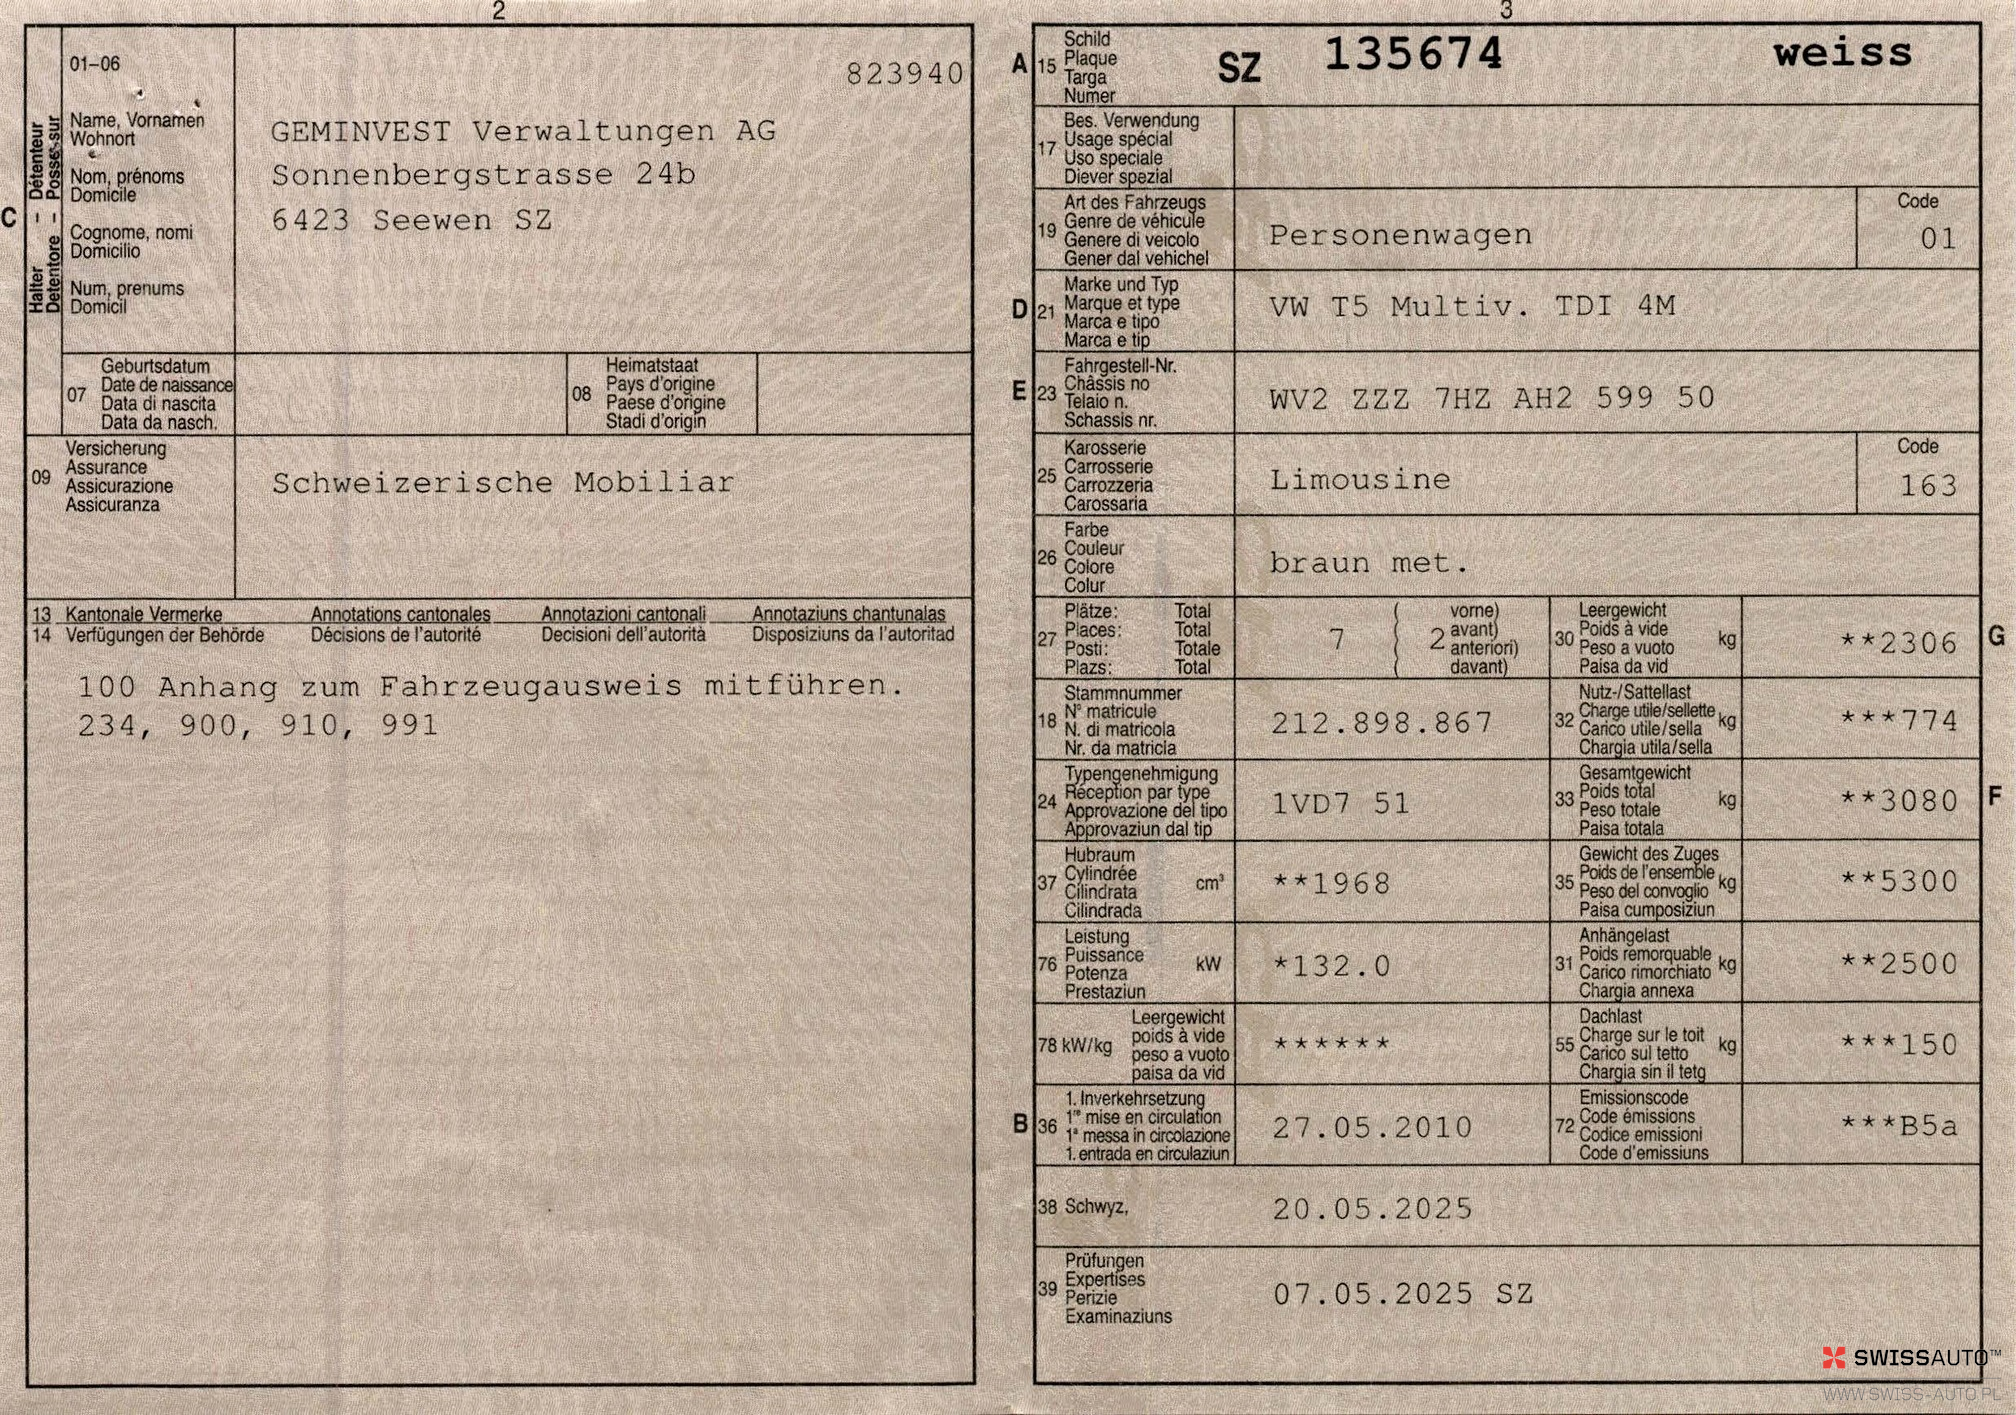 2
01-06
823940
Halter - Détenteur
Detentore - Possessur
C
Name, Vornamen
Wohnort
Nom, prénoms
Domicile
Cognome, nomi
Domicilio
Num, prenums
Domicil
GEMINVEST Verwaltungen AG
Sonnenbergstrasse 24b
6423 Seewen SZ
07
Geburtsdatum
Date de naissance
Data di nascita
Data da nasch.
08
Heimatstaat
Pays d'origine
Paese d'origine
Stadi d'origin
09
Versicherung
Assurance
Assicurazione
Assicuranza
Schweizerische Mobiliar
13 Kantonale Vermerke Annotations cantonales Annotazioni cantonali Annotaziuns chantunalas
14 Verfügungen der Behörde Décisions de l'autorité Decisioni dell'autorità Disposiziuns da l'autoritad
100 Anhang zum Fahrzeugausweis mitführen.
234, 900, 910, 991
3
A 15
Schild
Plaque
Targa
Numer
SZ 135674 weiss
17
Bes. Verwendung
Usage spécial
Uso speciale
Diever spezial
19
Art des Fahrzeugs
Genre de véhicule
Genere di veicolo
Gener dal vehichel
Personenwagen
Code
01
D 21
Marke und Typ
Marque et type
Marca e tipo
Marca e tip
VW T5 Multiv. TDI 4M
E 23
Fahrgestell-Nr.
Châssis no
Telaio n.
Schassis nr.
WV2 ZZZ 7HZ AH2 599 50
25
Karosserie
Carrosserie
Carrozzeria
Carossaria
Limousine
Code
163
26
Farbe
Couleur
Colore
Colur
braun met.
27
Plätze: Total
Places: Total
Posti: Totale
Plazs: Total
7
( 2
vorne)
avant)
anteriori)
davant)
30
Leergewicht
Poids à vide
Peso a vuoto
Paisa da vid
kg
**2306
G
18
Stammnummer
N° matricule
N. di matricola
Nr. da matricla
212.898.867
32
Nutz-/Sattellast
Charge utile/sellette
Carico utile/sella
Chargia utila/sella
kg
***774
24
Typengenehmigung
Réception par type
Approvazione del tipo
Approvaziun dal tip
1VD7 51
33
Gesamtgewicht
Poids total
Peso totale
Paisa totala
kg
**3080
F
37
Hubraum
Cylindrée
Cilindrata
Cilindrada
cm³
**1968
35
Gewicht des Zuges
Poids de l'ensemble
Peso del convoglio
Paisa cumposiziun
kg
**5300
76
Leistung
Puissance
Potenza
Prestaziun
kW
*132.0
31
Anhängelast
Poids remorquable
Carico rimorchiato
Chargia annexa
kg
**2500
78 kW/kg
Leergewicht
poids à vide
peso a vuoto
paisa da vid
******
55
Dachlast
Charge sur le toit
Carico sul tetto
Chargia sin il tetg
kg
***150
B 36
1. Inverkehrsetzung
1re mise en circulation
1a messa in circolazione
1. entrada en circulaziun
27.05.2010
72
Emissionscode
Code émissions
Codice emissioni
Code d'emissiuns
***B5a
38 Schwyz,
20.05.2025
39
Prüfungen
Expertises
Perizie
Examinaziuns
07.05.2025 SZ
SWISSAUTO™
WWW.SWISS-AUTO.PL